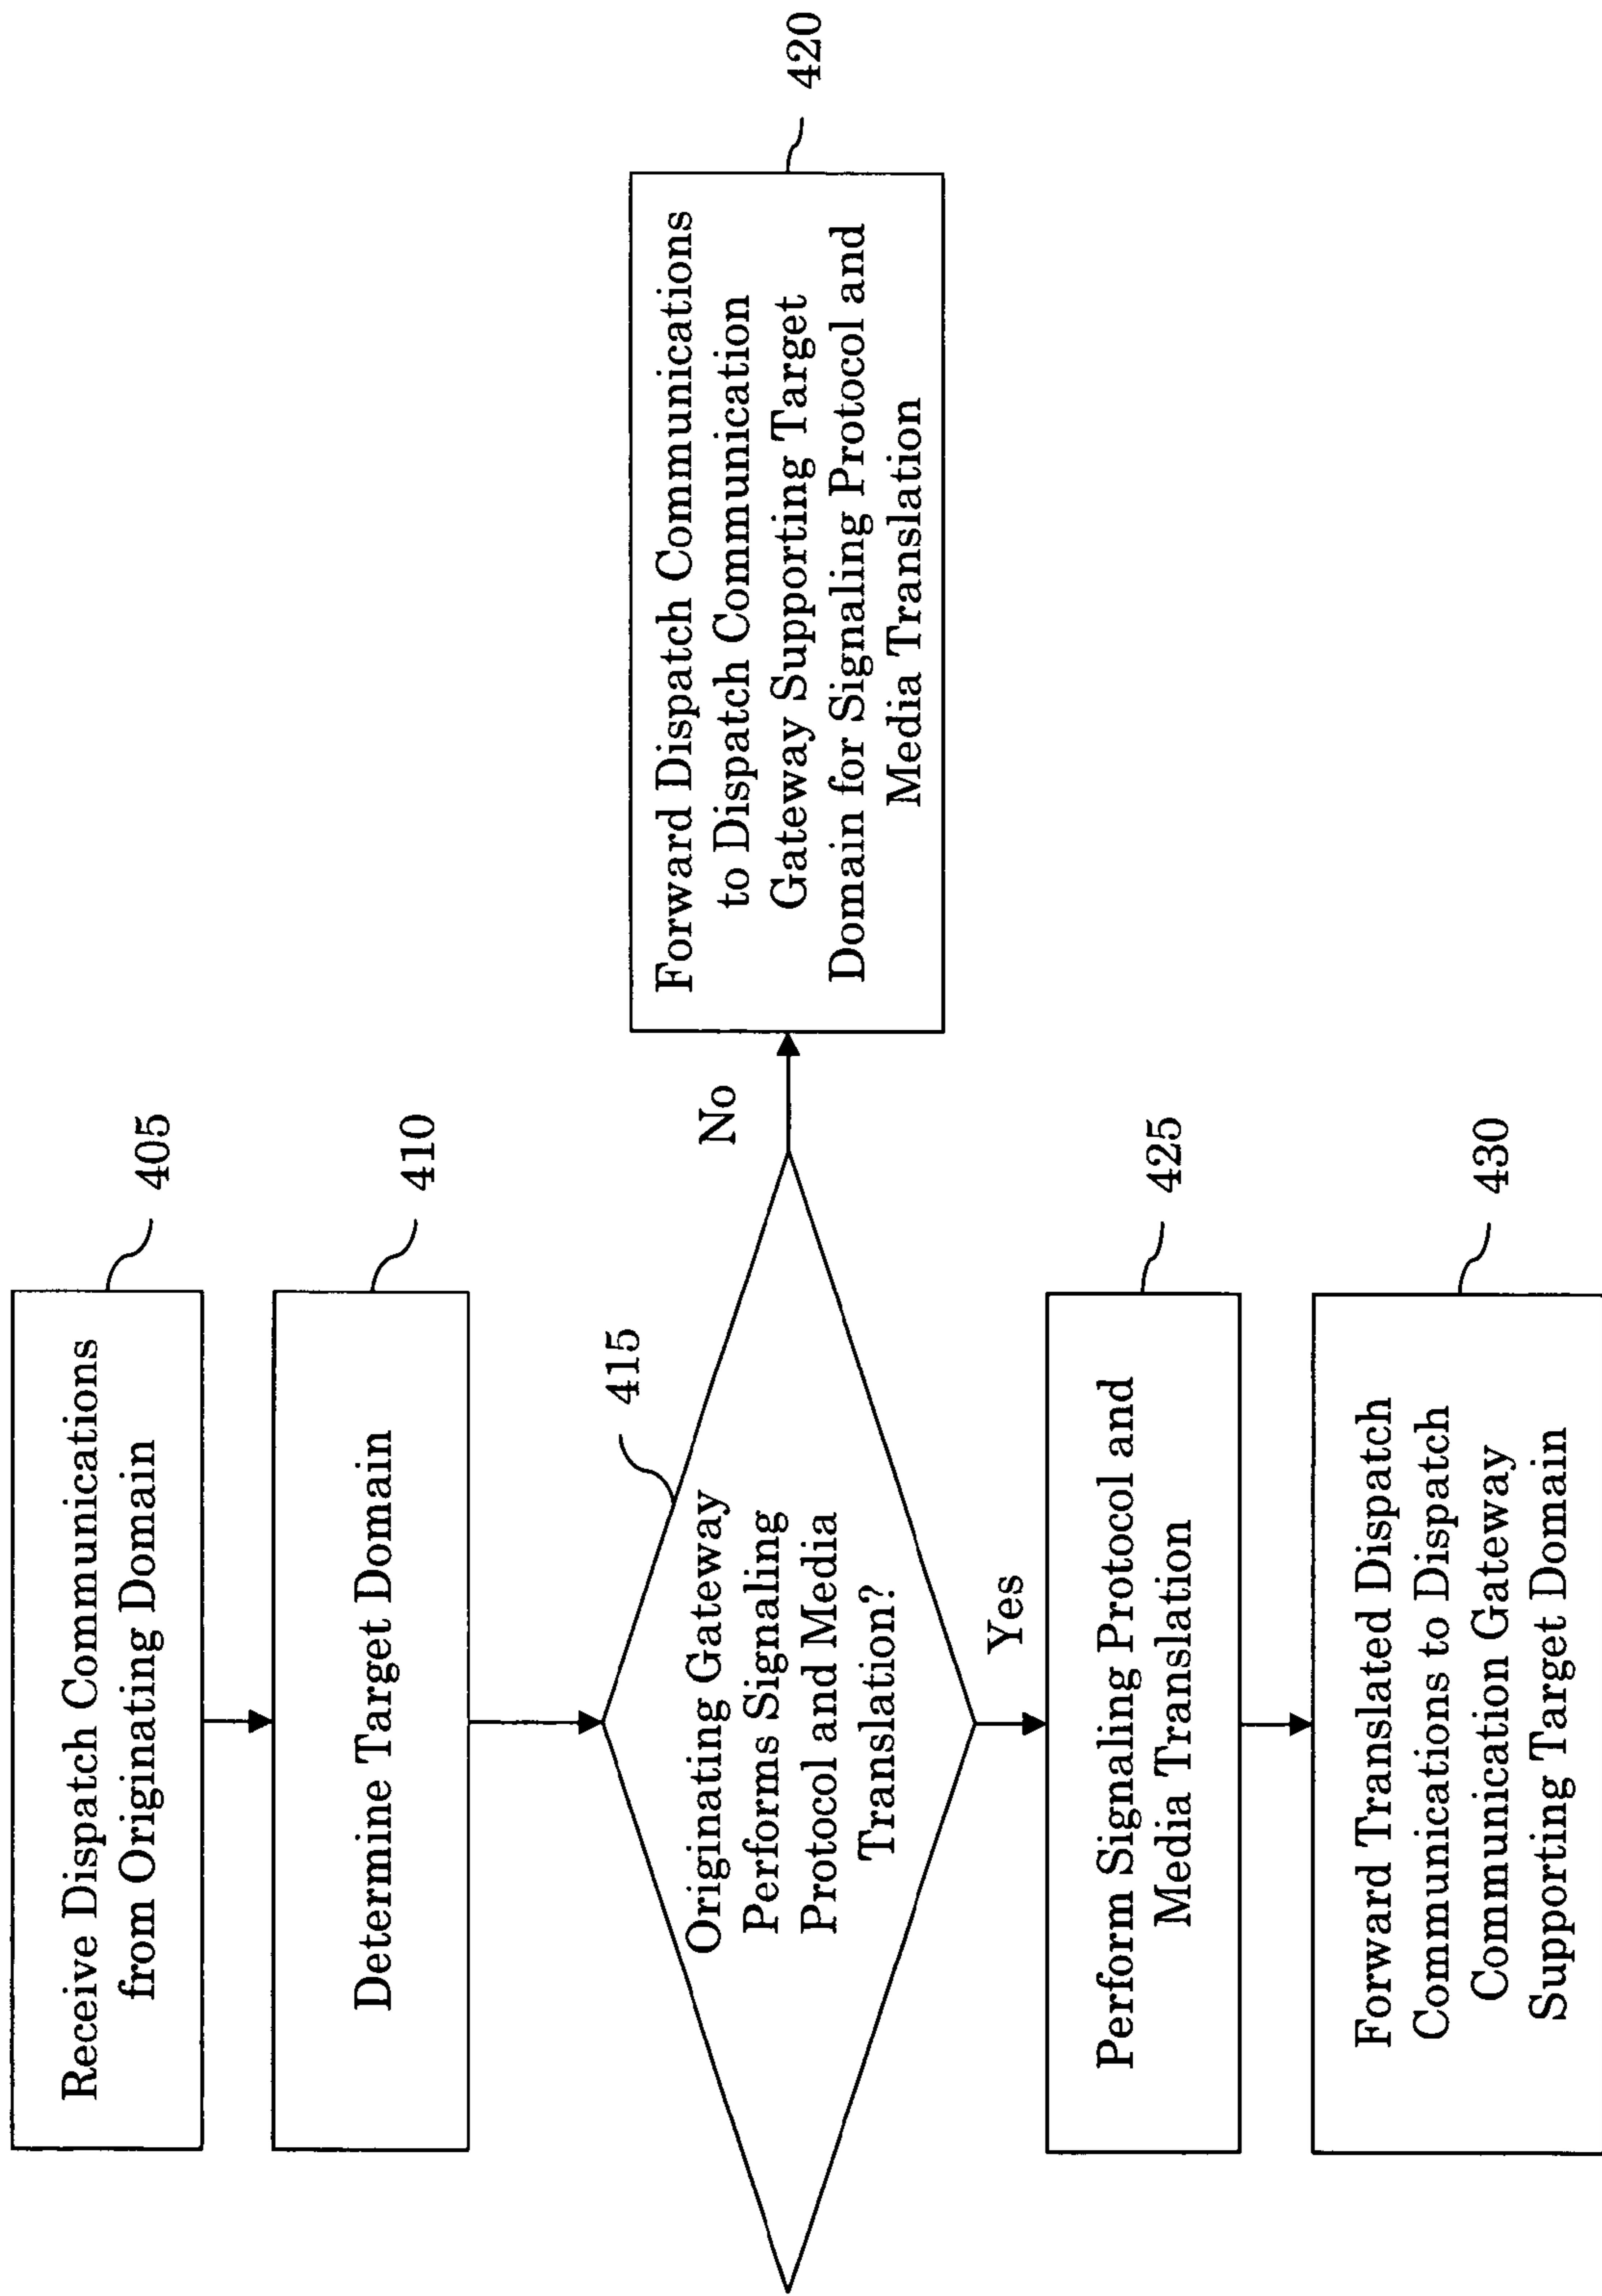 Receive Dispatch Communications
from Originating Domain
405
Determine Target Domain
410
415
Originating Gateway
Performs Signaling
Protocol and Media
Translation?
No
Forward Dispatch Communications
to Dispatch Communication
Gateway Supporting Target
Domain for Signaling Protocol and
Media Translation
420
Yes
Perform Signaling Protocol and
Media Translation
425
Forward Translated Dispatch
Communications to Dispatch
Communication Gateway
Supporting Target Domain
430